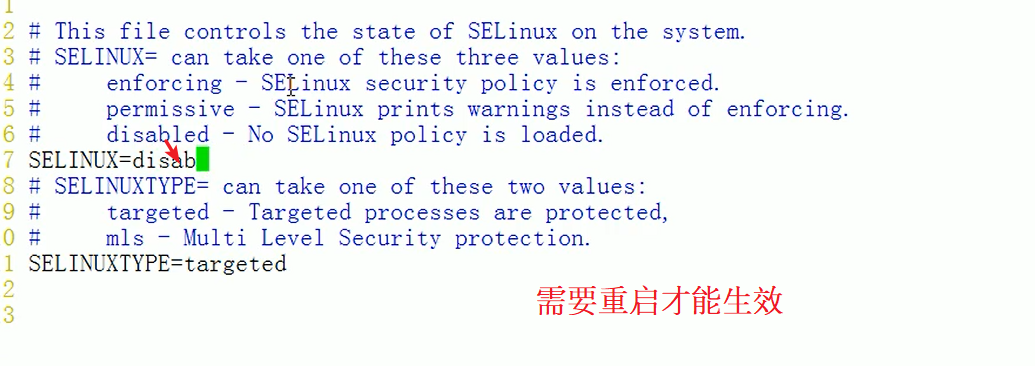 1
2 # This file controls the state of SELinux on the system.
3 # SELINUX= can take one of these three values:
4 #     enforcing - SELinux security policy is enforced.
5 #     permissive - SELinux prints warnings instead of enforcing.
6 #     disabled - No SELinux policy is loaded.
7 SELINUX=disab
8 # SELINUXTYPE= can take one of these two values:
9 #     targeted - Targeted processes are protected,
0 #     mls - Multi Level Security protection.
1 SELINUXTYPE=targeted
2
需要重启才能生效
3